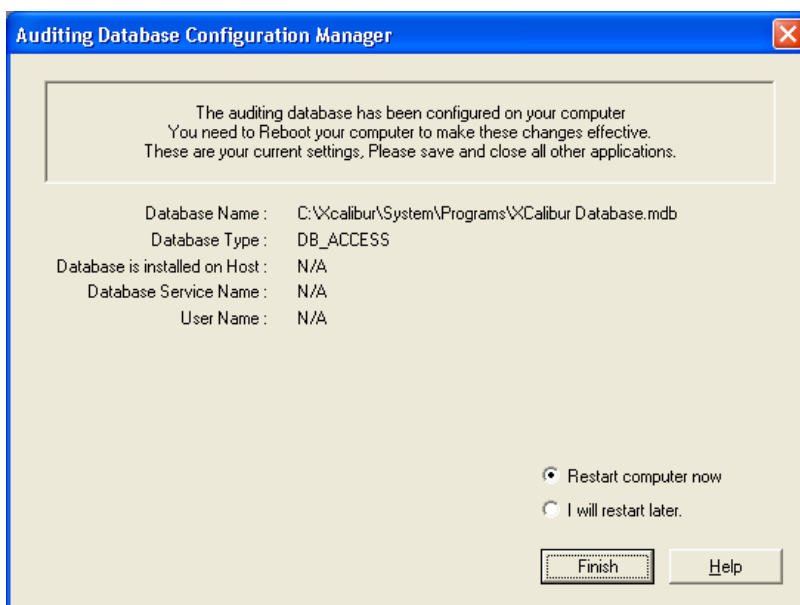 Auditing Database Configuration Manager
The auditing database has been configured on your computer
You need to Reboot your computer to make these changes effective.
These are your current settings, Please save and close all other applications.
Database Name : C:\Xcalibur\System\Programs\XCalibur Database.mdb
Database Type : DB_ACCESS
Database is installed on Host : N/A
Database Service Name : N/A
User Name : N/A
Restart computer now
I will restart later.
Finish Help